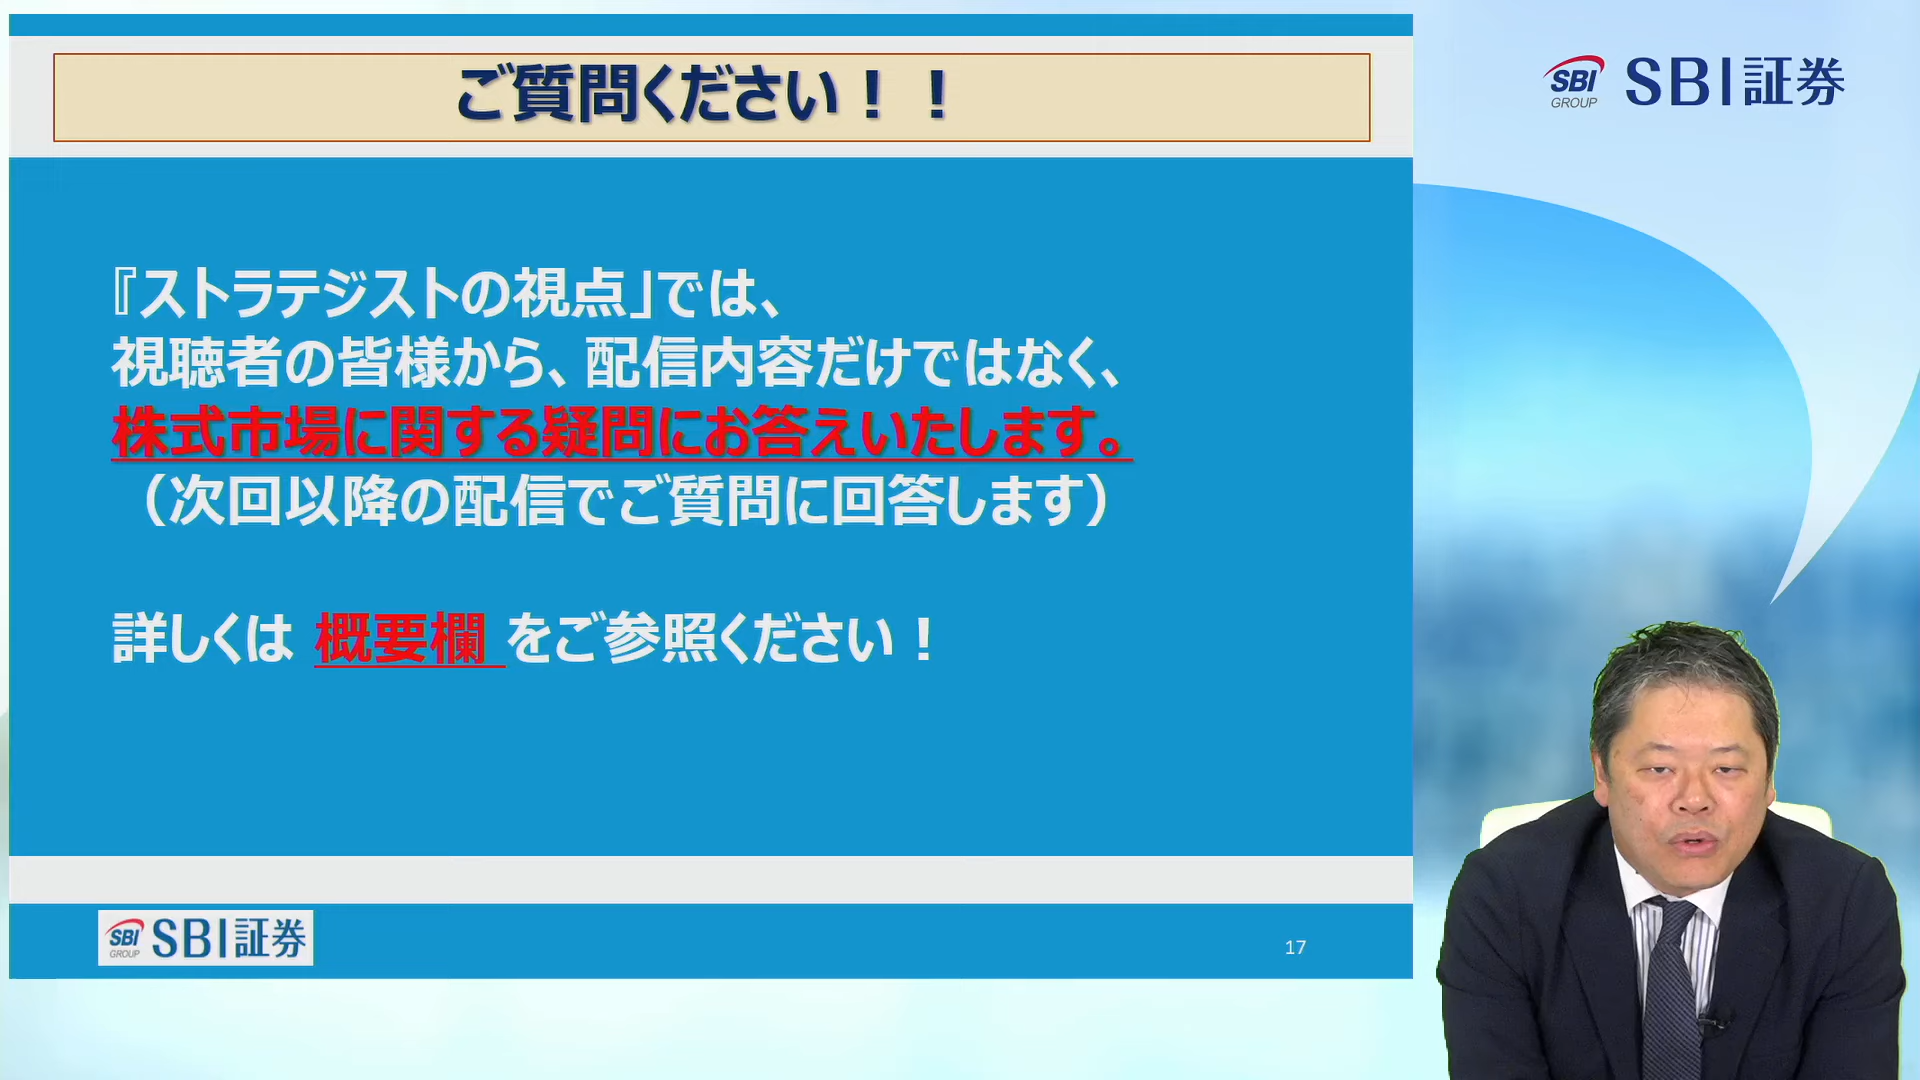 ご質問ください！！
SBI GROUP SBI証券
『ストラテジストの視点」では、
視聴者の皆様から、配信内容だけではなく、
株式市場に関する疑問にお答えいたします。
（次回以降の配信でご質問に回答します）
詳しくは 概要欄 をご参照ください！
SBI GROUP SBI証券
17